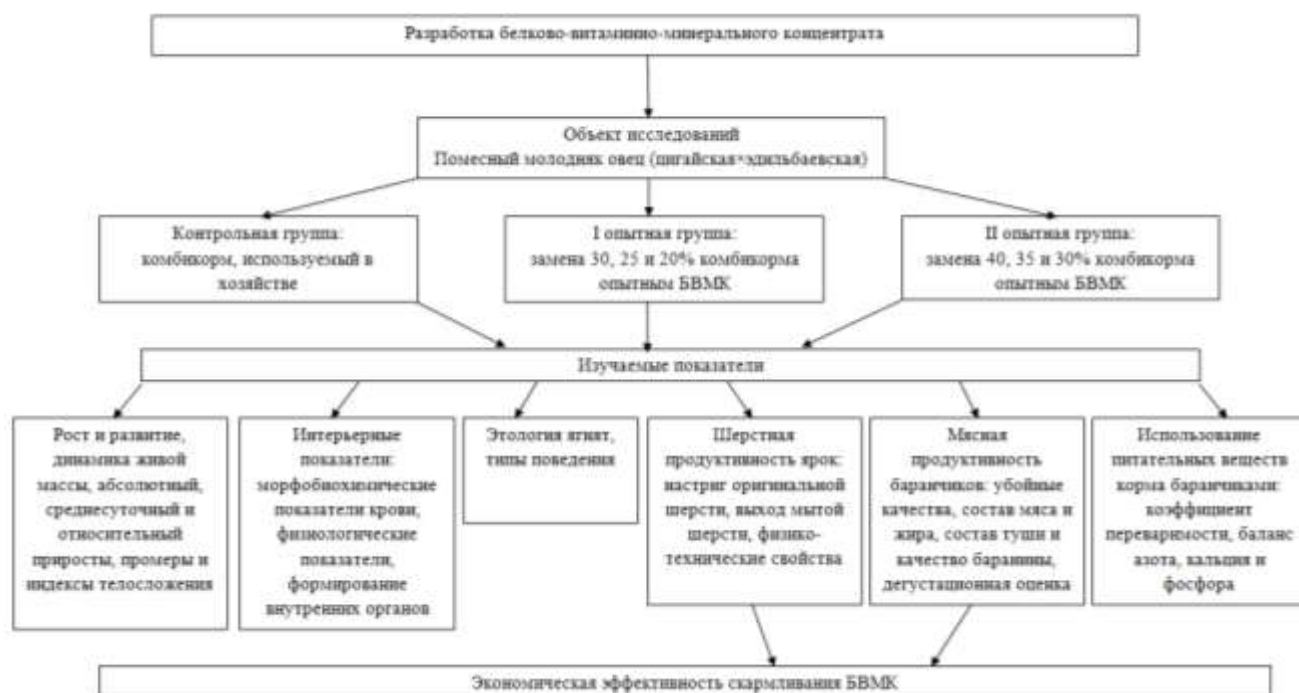 Разработка белково-витаминно-минерального концентрата
Объект исследований
Помесный молодняк овец (цигайская×эдильбаевская)
Контрольная группа:
комбикорм, используемый в
хозяйстве
I опытная группа:
замена 30, 25 и 20% комбикорма
опытным БВМК
II опытная группа:
замена 40, 35 и 30% комбикорма
опытным БВМК
Изучаемые показатели
Рост и развитие,
динамика живой
массы, абсолютный,
среднесуточный и
относительный
приросты, промеры и
индексы телосложения
Интерьерные
показатели:
морфобиохимические
показатели крови,
физиологические
показатели,
формирование
внутренних органов
Этология ягнят,
типы поведения
Шерстная
продуктивность ярок:
настриг оригинальной
шерсти, выход мытой
шерсти, физико-
технические свойства
Мясная
продуктивность
баранчиков: убойные
качества, состав мяса и
жира, состав туши и
качество баранины,
дегустационная оценка
Использование
питательных веществ
корма баранчиками:
коэффициент
переваримости, баланс
азота, кальция и
фосфора
Экономическая эффективность скармливания БВМК